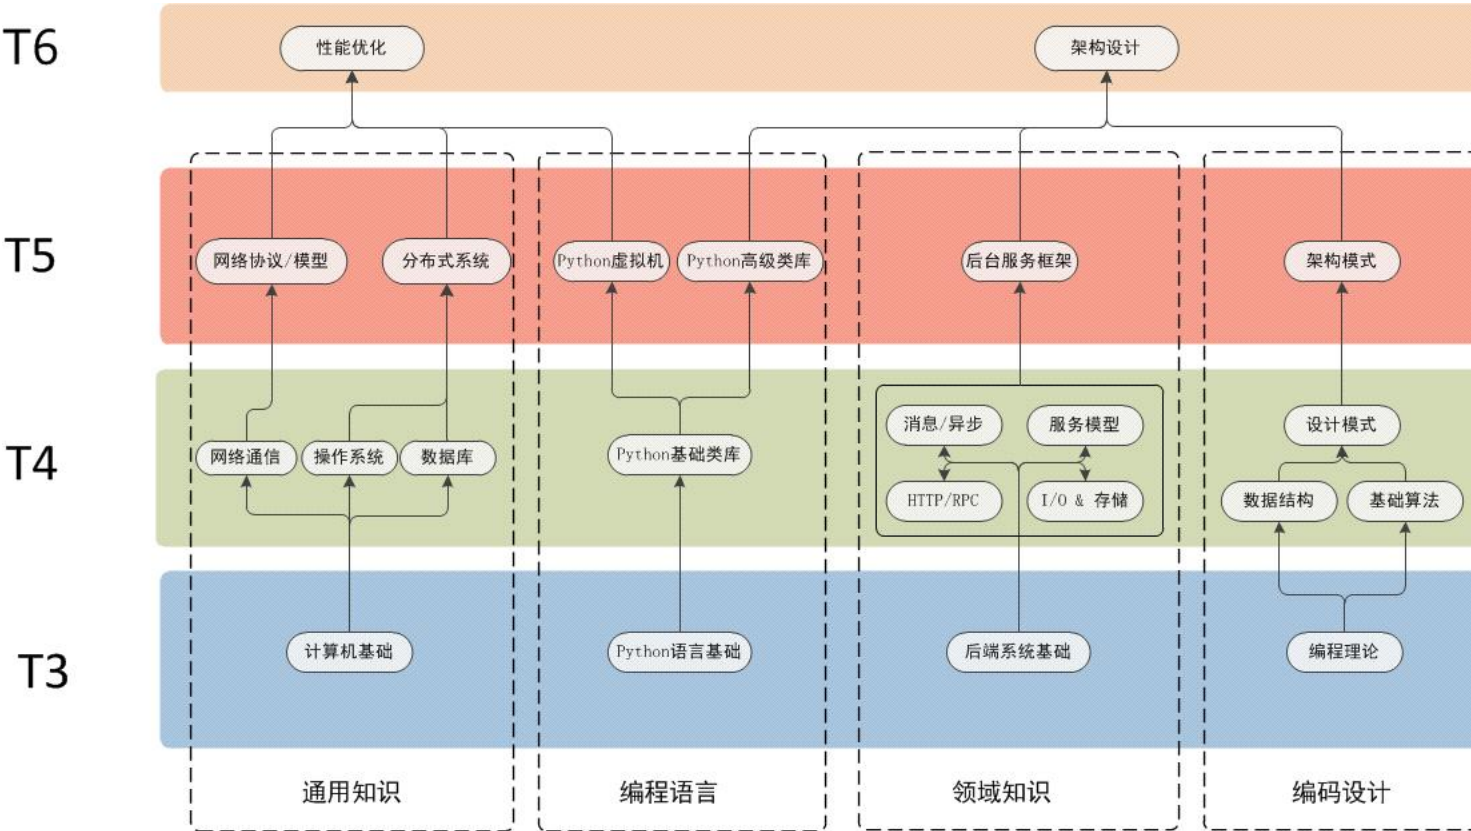 T6
性能优化
架构设计
T5
网络协议/模型
分布式系统
Python虚拟机
Python高级类库
后台服务框架
架构模式
T4
消息/异步
服务模型
设计模式
网络通信
操作系统
数据库
Python基础类库
HTTP/RPC
I/O & 存储
数据结构
基础算法
T3
计算机基础
Python语言基础
后端系统基础
编程理论
通用知识
编程语言
领域知识
编码设计